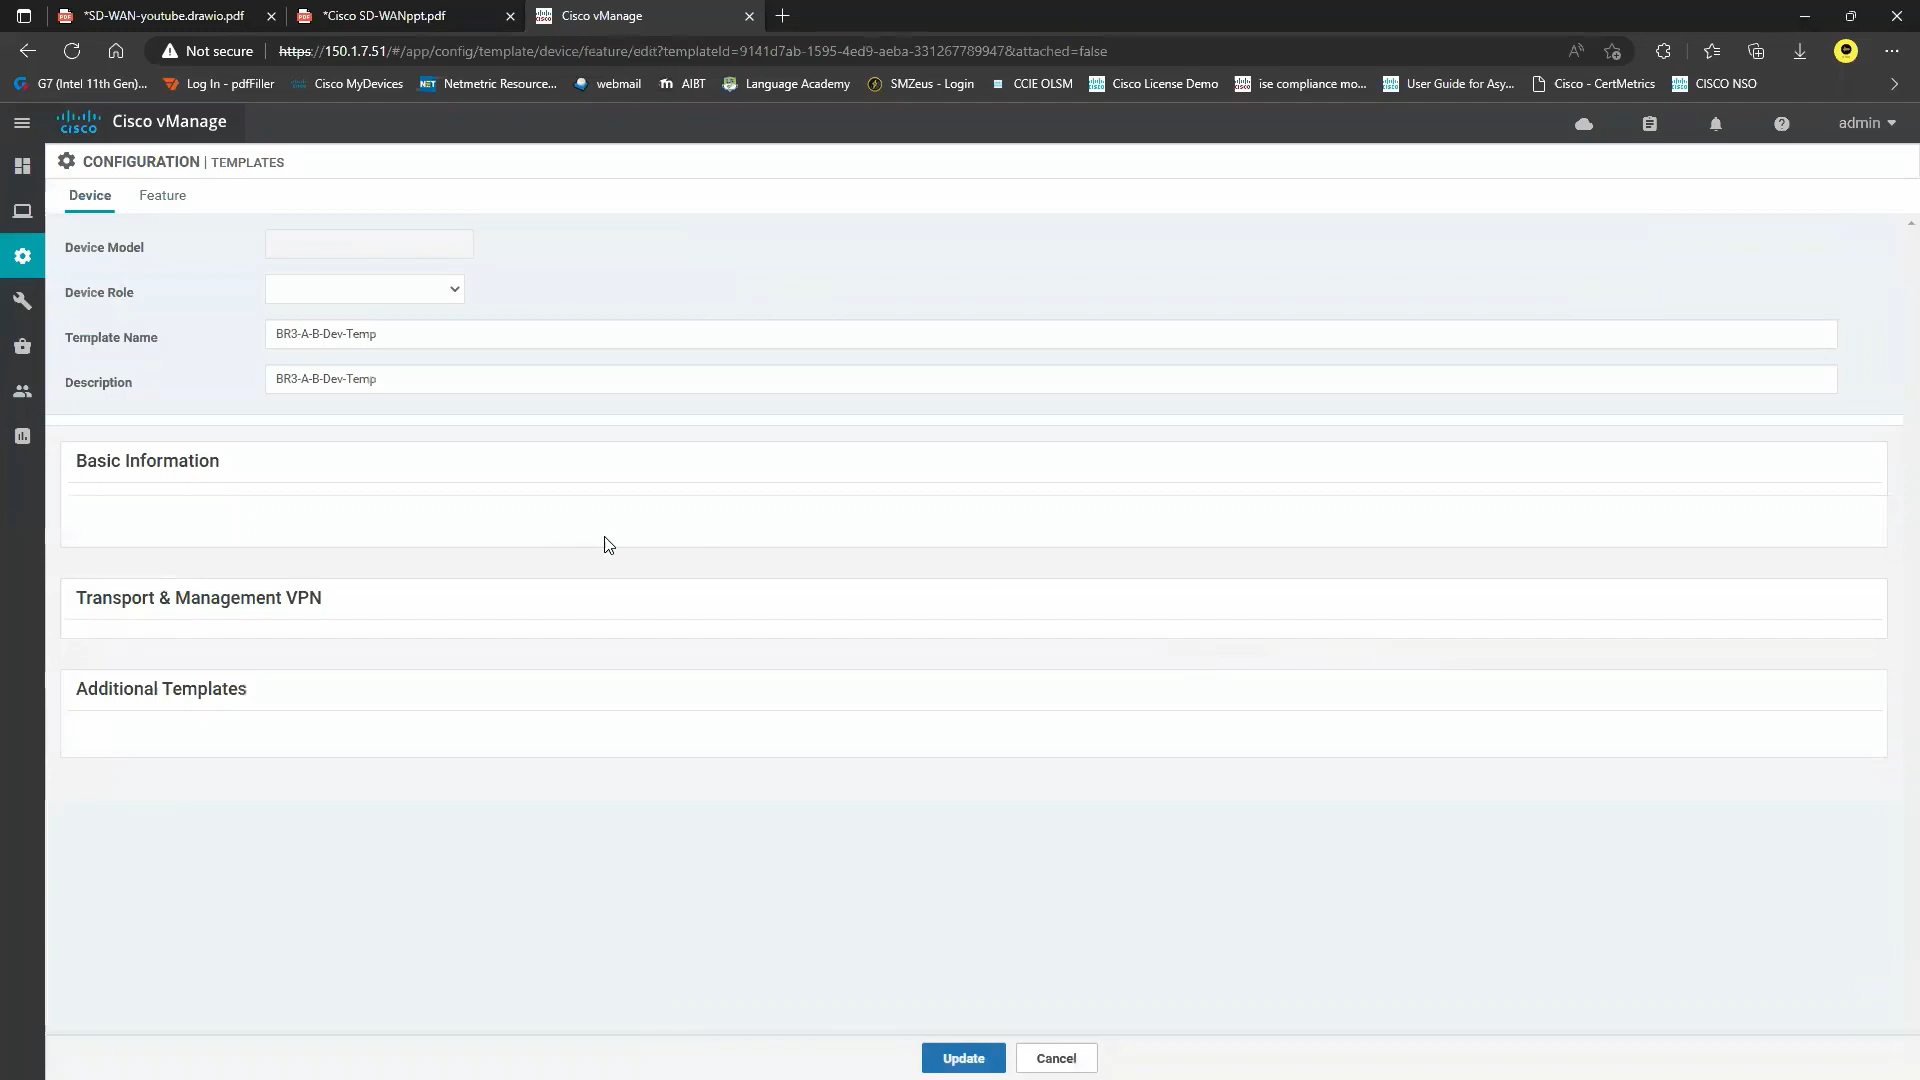 *SD-WAN-youtube.drawio.pdf
*Cisco SD-WANppt.pdf
Cisco vManage
Not secure
https://150.1.7.51/#/app/config/template/device/feature/edit?templateId=9141d7ab-1595-4ed9-aeba-331267789947&attached=false
G7 (Intel 11th Gen)...
Log In - pdfFiller
Cisco MyDevices
Netmetric Resource...
webmail
AIBT
Language Academy
SMZeus - Login
CCIE OLSM
Cisco License Demo
ise compliance mo...
User Guide for Asy...
Cisco - CertMetrics
CISCO NSO
CISCO
Cisco vManage
admin
CONFIGURATION | TEMPLATES
Device
Feature
Device Model
Device Role
Template Name
BR3-A-B-Dev-Temp
Description
BR3-A-B-Dev-Temp
Basic Information
Transport & Management VPN
Additional Templates
Update
Cancel